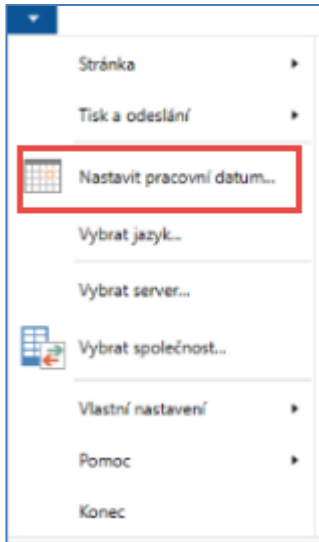 Stránka
Tisk a odeslání
Nastavit pracovní datum...
Vybrat jazyk...
Vybrat server...
Vybrat společnost...
Vlastní nastavení
Pomoc
Konec